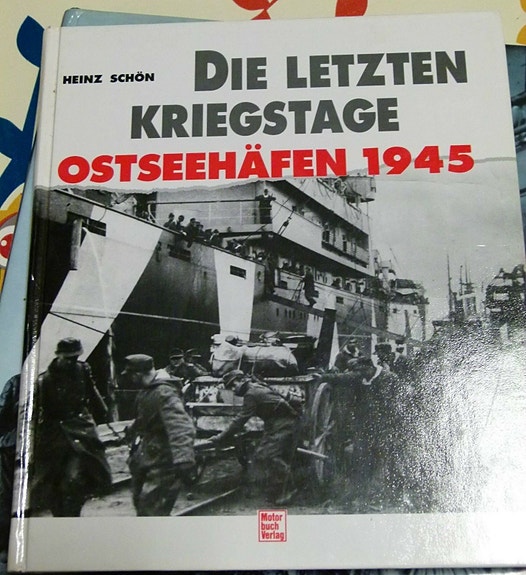 HEINZ SCHÖN
DIE LETZTEN
KRIEGSTAGE
OSTSEEHÄFEN 1945
Motor
buch
Verlag